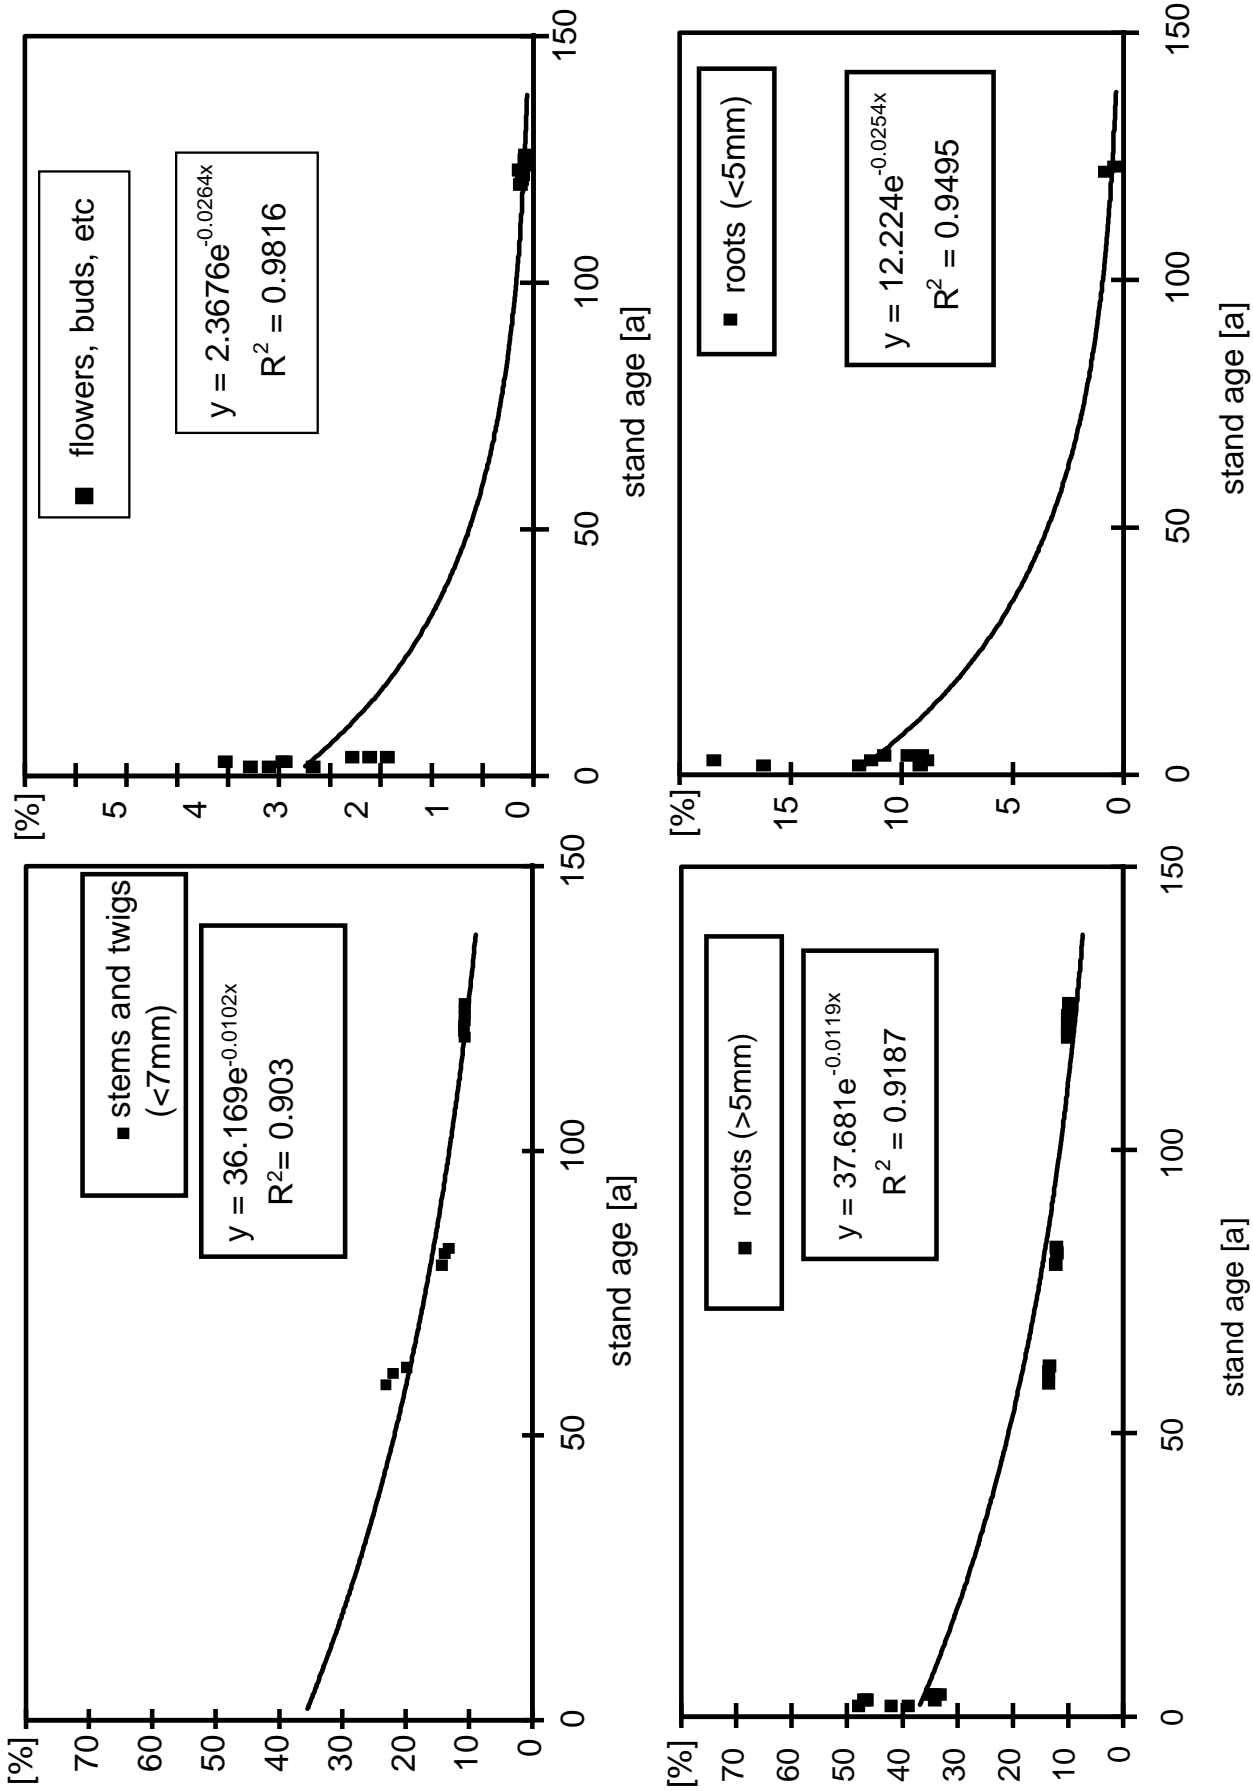 [%]
70
60
50
40
30
20
10
0
0
50
100
150
stand age [a]
stems and twigs
(<7mm)
y = 36.169e^-0.0102x
R² = 0.903
[%]
5
4
3
2
1
0
0
50
100
150
stand age [a]
flowers, buds, etc
y = 2.3676e^-0.0264x
R² = 0.9816
[%]
70
60
50
40
30
20
10
0
0
50
100
150
stand age [a]
roots (>5mm)
y = 37.681e^-0.0119x
R² = 0.9187
[%]
15
10
5
0
0
50
100
150
stand age [a]
roots (<5mm)
y = 12.224e^-0.0254x
R² = 0.9495